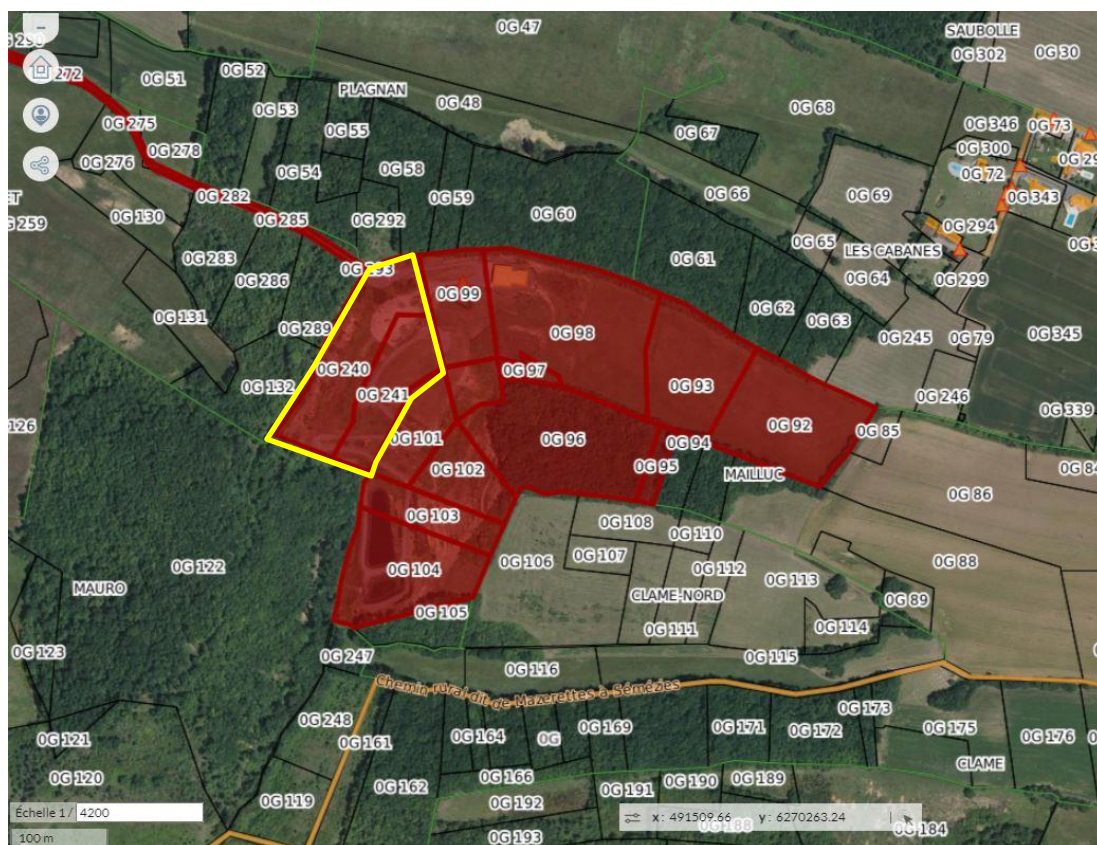 0G 47
SAUBOLLE
0G 302
0G 30
0G 52
0G 51
272
0G 53
PLAGNAN
0G 48
0G 68
0G 275
0G 55
0G 67
0G 346
0G 73
0G 276
0G 278
0G 54
0G 58
0G 300
0G 72
0G 282
0G 59
0G 66
0G 69
0G 343
0G 130
0G 285
0G 292
0G 60
0G 294
0G 65
LES CABANES
0G 283
0G 61
0G 293
0G 64
0G 299
0G 286
0G 99
0G 62
0G 131
0G 289
0G 98
0G 63
0G 245
0G 79
0G 345
0G 240
0G 97
0G 132
0G 241
0G 93
0G 246
0G 339
0G 101
0G 96
0G 94
0G 92
0G 85
0G 102
0G 95
MAILLUC
0G 84
0G 103
0G 108
0G 110
0G 86
0G 122
0G 104
0G 106
0G 107
0G 112
0G 113
0G 88
MAURO
CLAME-NORD
0G 89
0G 105
0G 111
0G 114
0G 123
0G 247
0G 116
0G 115
Chemin rural dit de Mazerettes à Sémézies
0G 248
0G 161
0G 164
0G
0G 169
0G 171
0G 172
0G 173
0G 175
0G 176
0G 121
0G 120
0G 162
0G 166
0G 191
0G 190
0G 189
CLAME
0G 119
0G 192
Échelle 1 / 4200
x: 491509.66 y: 6270263.24
0G 188
0G 184
100 m
0G 193